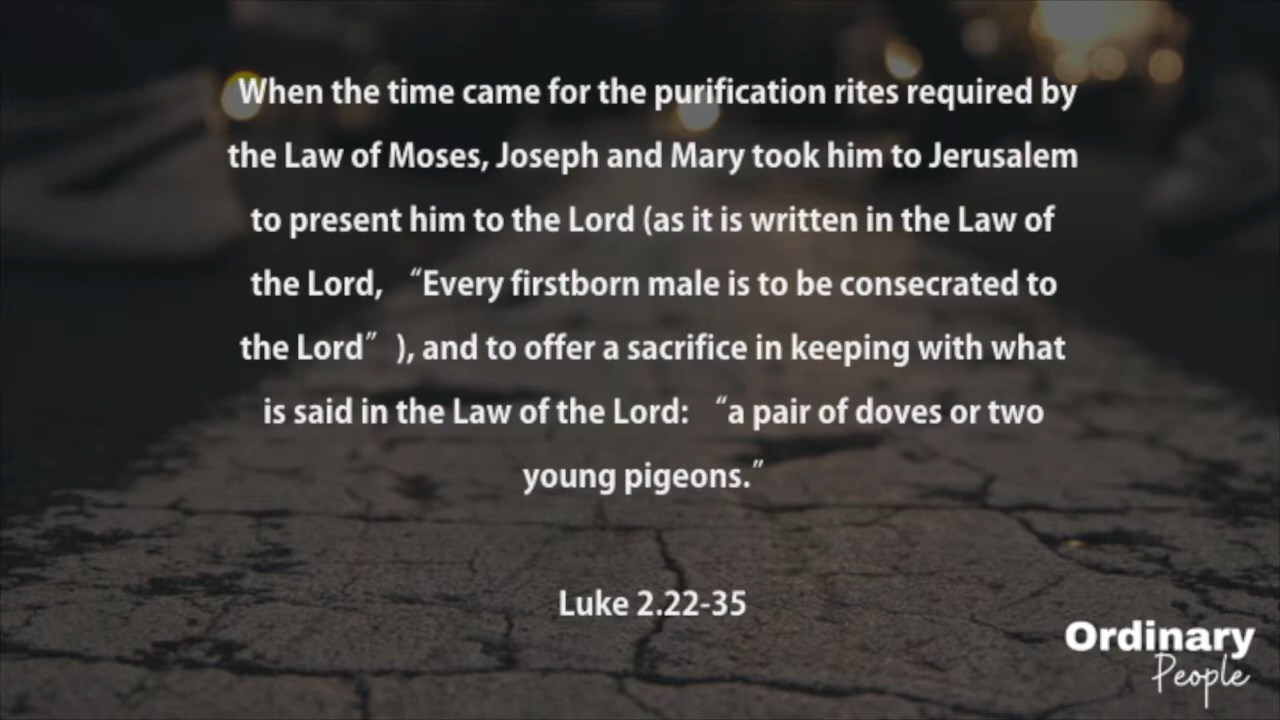 When the time came for the purification rites required by
the Law of Moses, Joseph and Mary took him to Jerusalem
to present him to the Lord (as it is written in the Law of
the Lord, “Every firstborn male is to be consecrated to
the Lord” ), and to offer a sacrifice in keeping with what
is said in the Law of the Lord: “a pair of doves or two
young pigeons.”
Luke 2.22-35
Ordinary
People